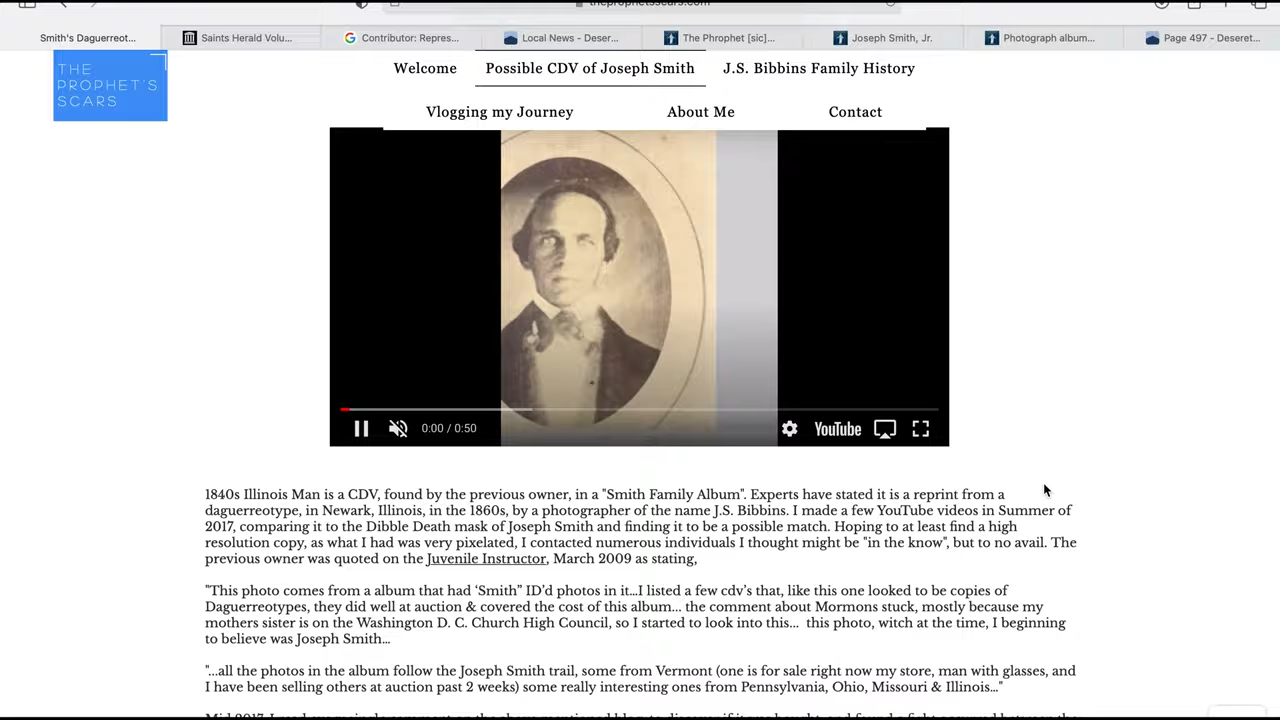 theprophetsscars.com
Smith's Daguerreot...
Saints Herald Volu...
Contributor: Repres...
Local News - Deser...
The Phrophet [sic]...
Joseph Smith, Jr.
Photograph album...
Page 497 - Deseret...
THE
PROPHET'S
SCARS
Welcome
Possible CDV of Joseph Smith
J.S. Bibbins Family History
Vlogging my Journey
About Me
Contact
0:00 / 0:50
YouTube
1840s Illinois Man is a CDV, found by the previous owner, in a "Smith Family Album". Experts have stated it is a reprint from a
daguerreotype, in Newark, Illinois, in the 1860s, by a photographer of the name J.S. Bibbins. I made a few YouTube videos in Summer of
2017, comparing it to the Dibble Death mask of Joseph Smith and finding it to be a possible match. Hoping to at least find a high
resolution copy, as what I had was very pixelated, I contacted numerous individuals I thought might be "in the know", but to no avail. The
previous owner was quoted on the Juvenile Instructor, March 2009 as stating,
"This photo comes from a album that had ‘Smith” ID’d photos in it…I listed a few cdv’s that, like this one looked to be copies of
Daguerreotypes, they did well at auction & covered the cost of this album... the comment about Mormons stuck, mostly because my
mothers sister is on the Washington D. C. Church High Council, so I started to look into this... this photo, witch at the time, I beginning
to believe was Joseph Smith…
"...all the photos in the album follow the Joseph Smith trail, some from Vermont (one is for sale right now my store, man with glasses, and
I have been selling others at auction past 2 weeks) some really interesting ones from Pennsylvania, Ohio, Missouri & Illinois…"